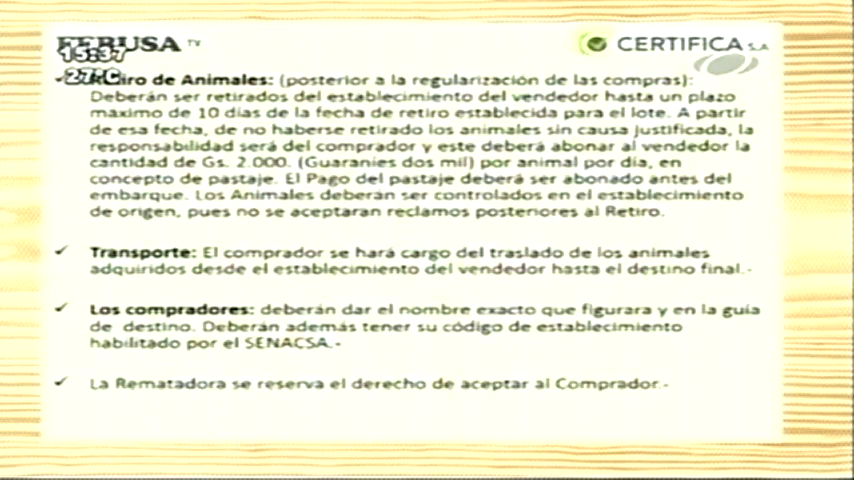 FERUSA TV
CERTIFICA S.A.
15:37
27°C
Retiro de Animales: (posterior a la regularización de las compras):
Deberán ser retirados del establecimiento del vendedor hasta un plazo
máximo de 10 días de la fecha de retiro establecida para el lote. A partir
de esa fecha, de no haberse retirado los animales sin causa justificada, la
responsabilidad será del comprador y este deberá abonar al vendedor la
cantidad de Gs. 2.000. (Guaraníes dos mil) por animal por día, en
concepto de pastaje. El Pago del pastaje deberá ser abonado antes del
embarque. Los Animales deberán ser controlados en el establecimiento
de origen, pues no se aceptaran reclamos posteriores al Retiro.
✓ Transporte: El comprador se hará cargo del traslado de los animales
adquiridos desde el establecimiento del vendedor hasta el destino final.-
✓ Los compradores: deberán dar el nombre exacto que figurara y en la guía
de destino. Deberán además tener su código de establecimiento
habilitado por el SENACSA.-
✓ La Rematadora se reserva el derecho de aceptar al Comprador.-